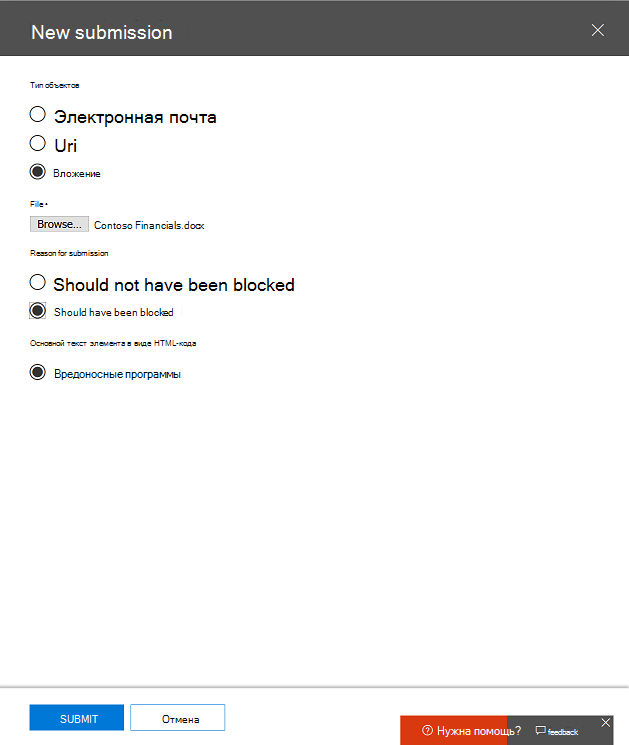 New submission
Тип объектов
Электронная почта
Uri
Вложение
File •
Browse... Contoso Financials.docx
Reason for submission
Should not have been blocked
Should have been blocked
Основной текст элемента в виде HTML-кода
Вредоносные программы
SUBMIT Отмена
Нужна помощь? feedback